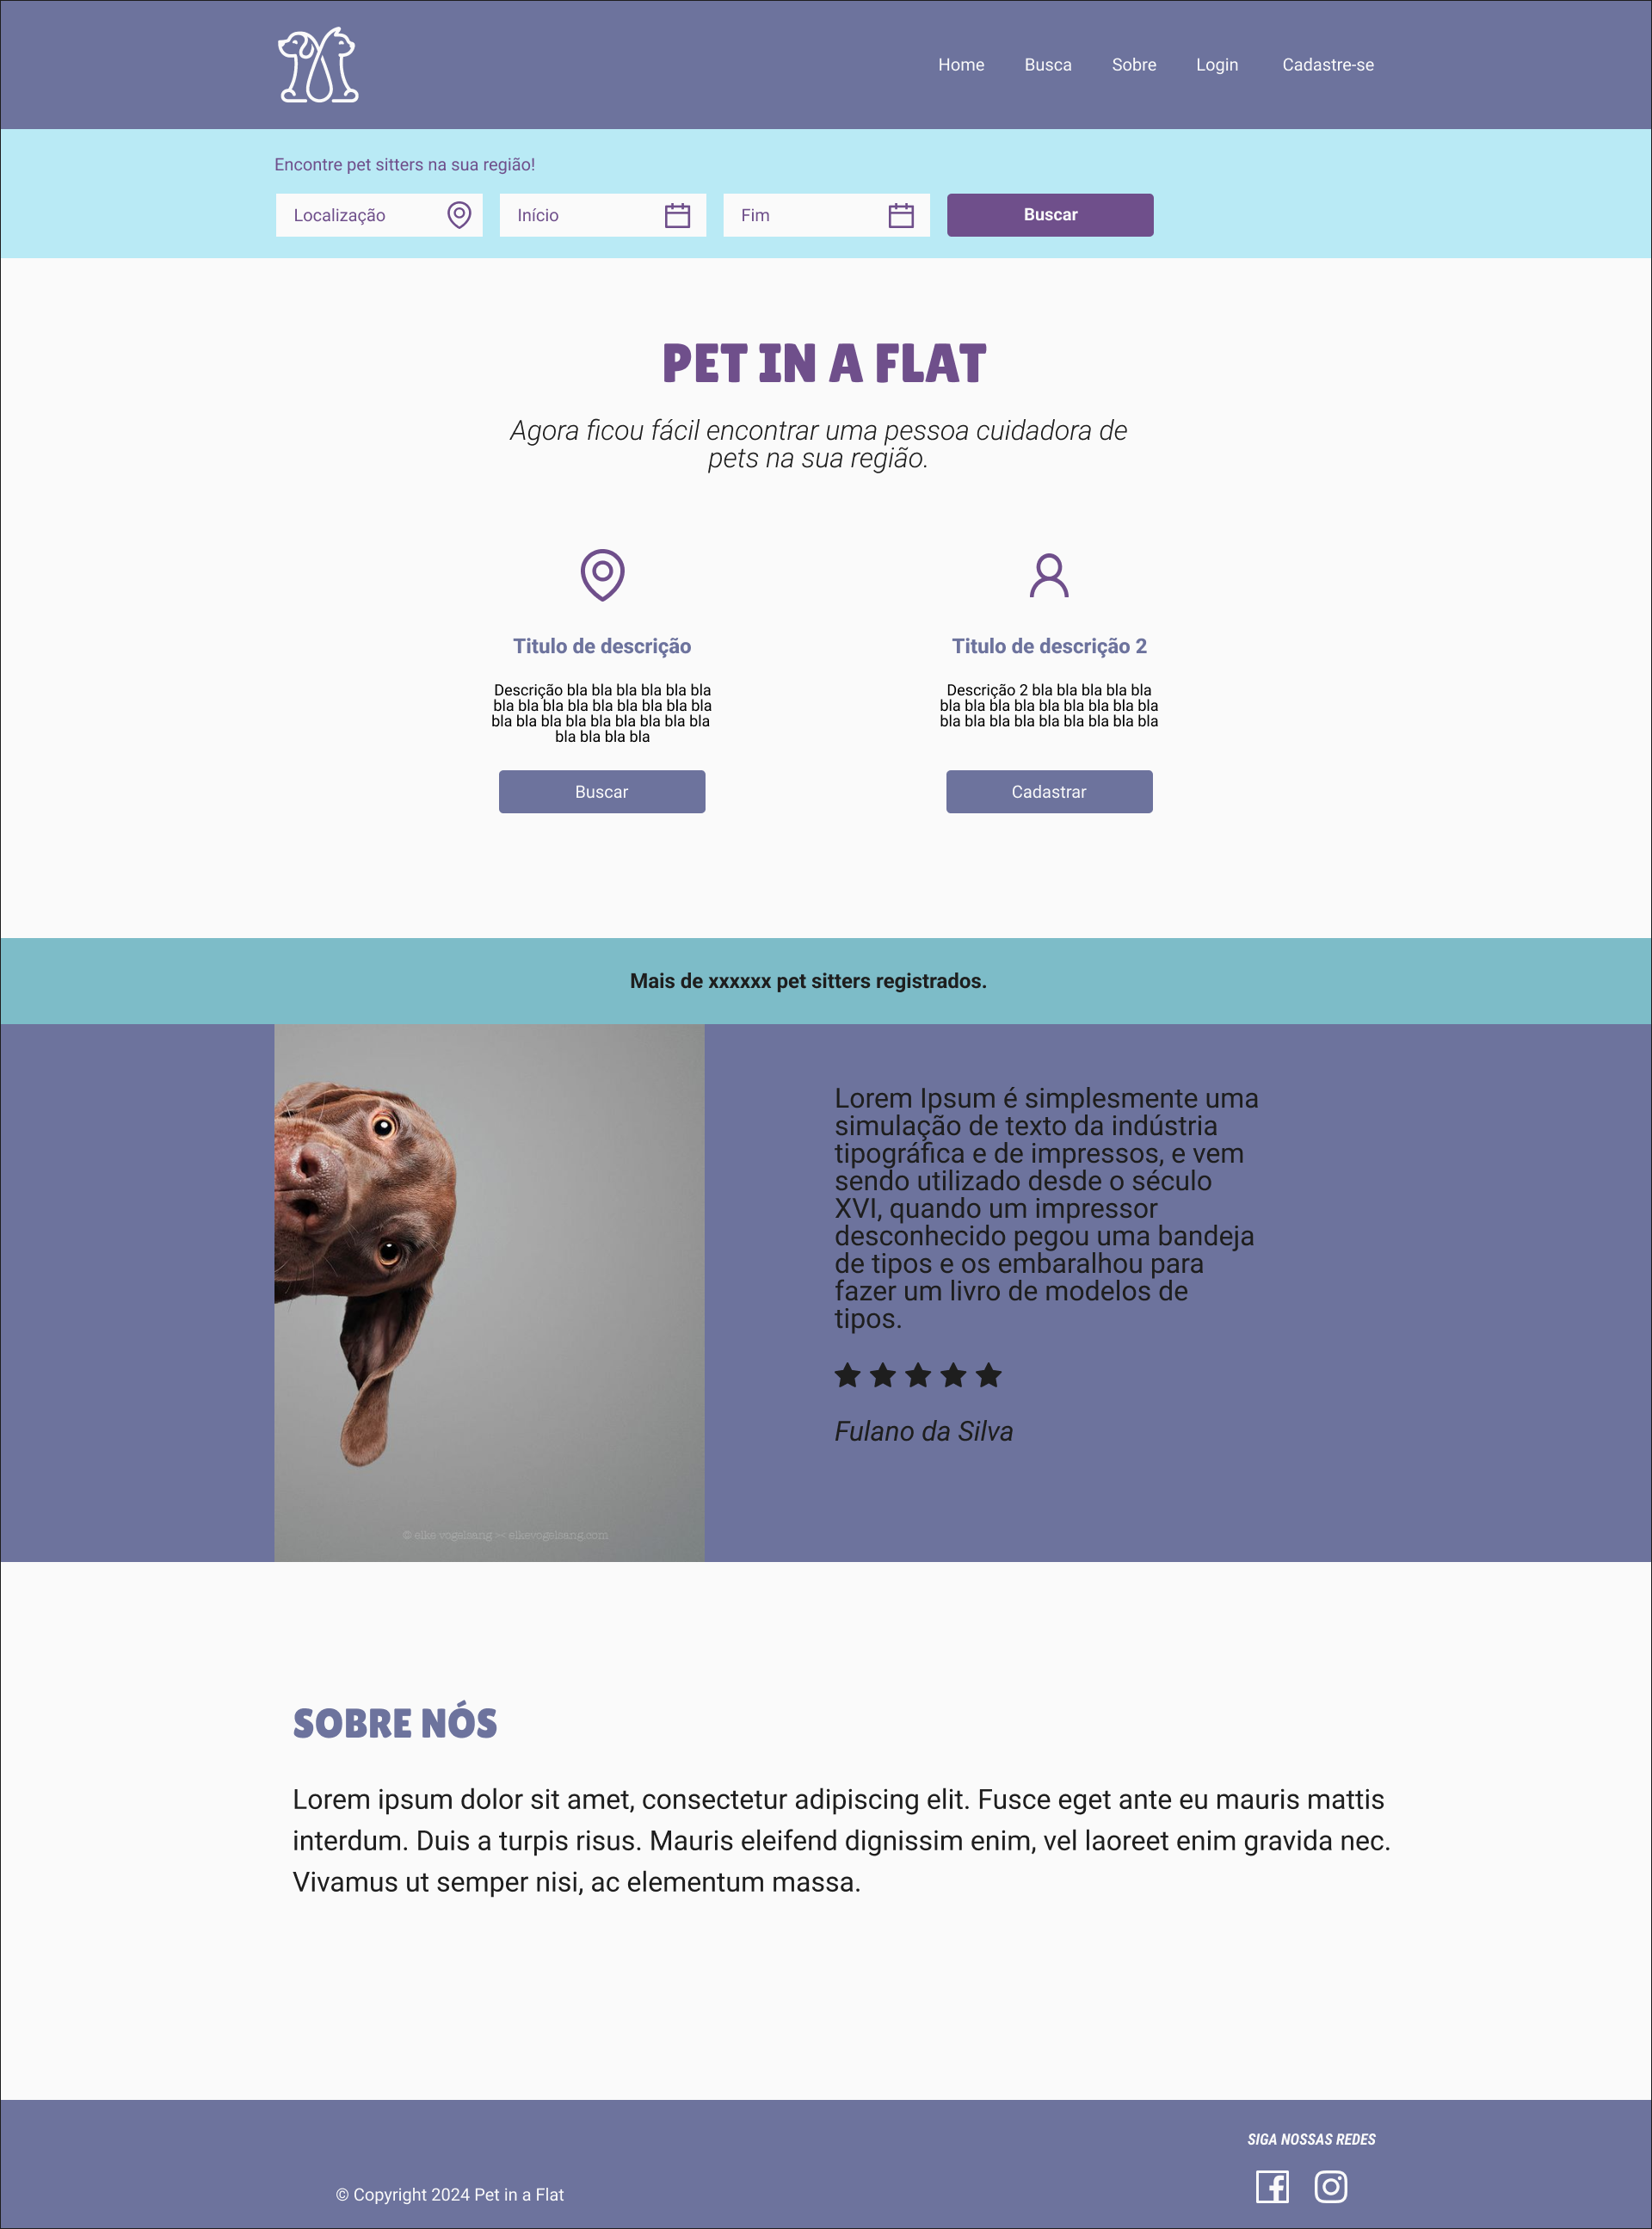 Home Busca Sobre Login Cadastre-se
Encontre pet sitters na sua região!
Localização Início Fim Buscar
PET IN A FLAT
Agora ficou fácil encontrar uma pessoa cuidadora de
pets na sua região.
Titulo de descrição
Descrição bla bla bla bla bla bla
bla bla bla bla bla bla bla bla bla
bla bla bla bla bla bla bla bla bla
bla bla bla bla
Buscar
Titulo de descrição 2
Descrição 2 bla bla bla bla bla
bla bla bla bla bla bla bla bla bla
bla bla bla bla bla bla bla bla bla
Cadastrar
Mais de xxxxxx pet sitters registrados.
Lorem Ipsum é simplesmente uma
simulação de texto da indústria
tipográfica e de impressos, e vem
sendo utilizado desde o século
XVI, quando um impressor
desconhecido pegou uma bandeja
de tipos e os embaralhou para
fazer um livro de modelos de
tipos.
Fulano da Silva
© elke vogelsang >< elkevogelsang.com
SOBRE NÓS
Lorem ipsum dolor sit amet, consectetur adipiscing elit. Fusce eget ante eu mauris mattis
interdum. Duis a turpis risus. Mauris eleifend dignissim enim, vel laoreet enim gravida nec.
Vivamus ut semper nisi, ac elementum massa.
SIGA NOSSAS REDES
© Copyright 2024 Pet in a Flat